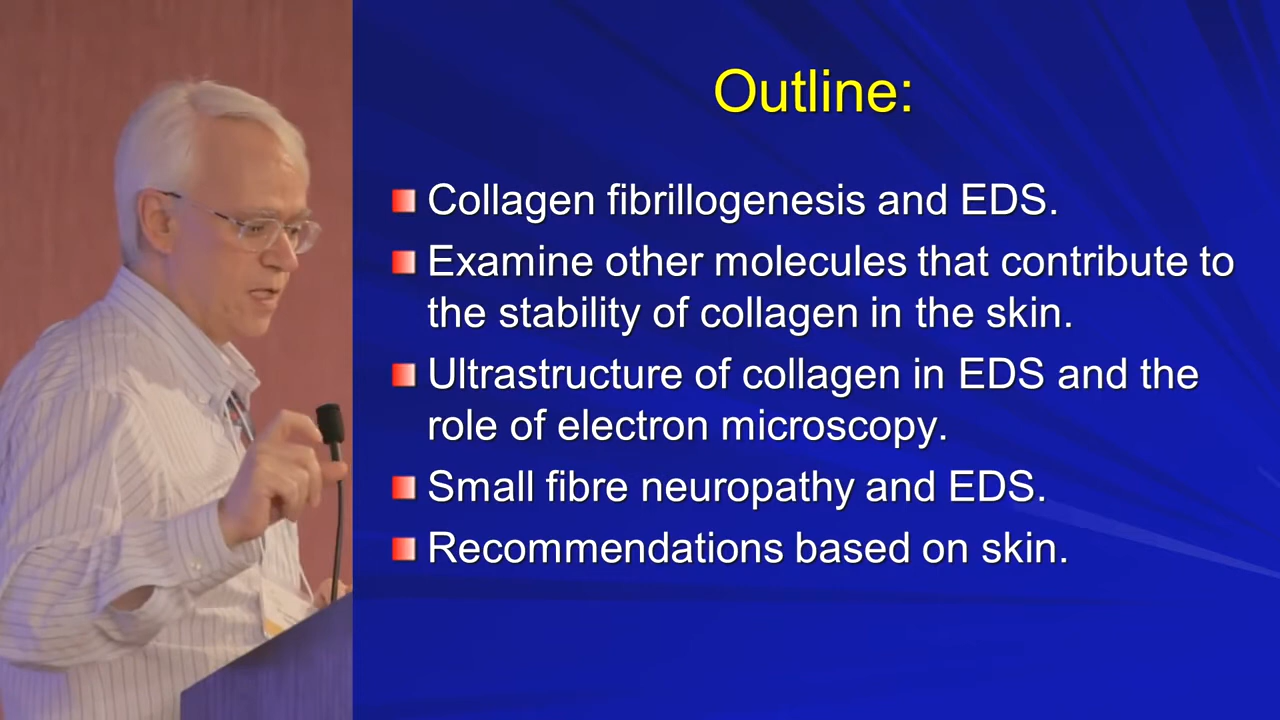 Outline:
Collagen fibrillogenesis and EDS.
Examine other molecules that contribute to
the stability of collagen in the skin.
Ultrastructure of collagen in EDS and the
role of electron microscopy.
Small fibre neuropathy and EDS.
Recommendations based on skin.